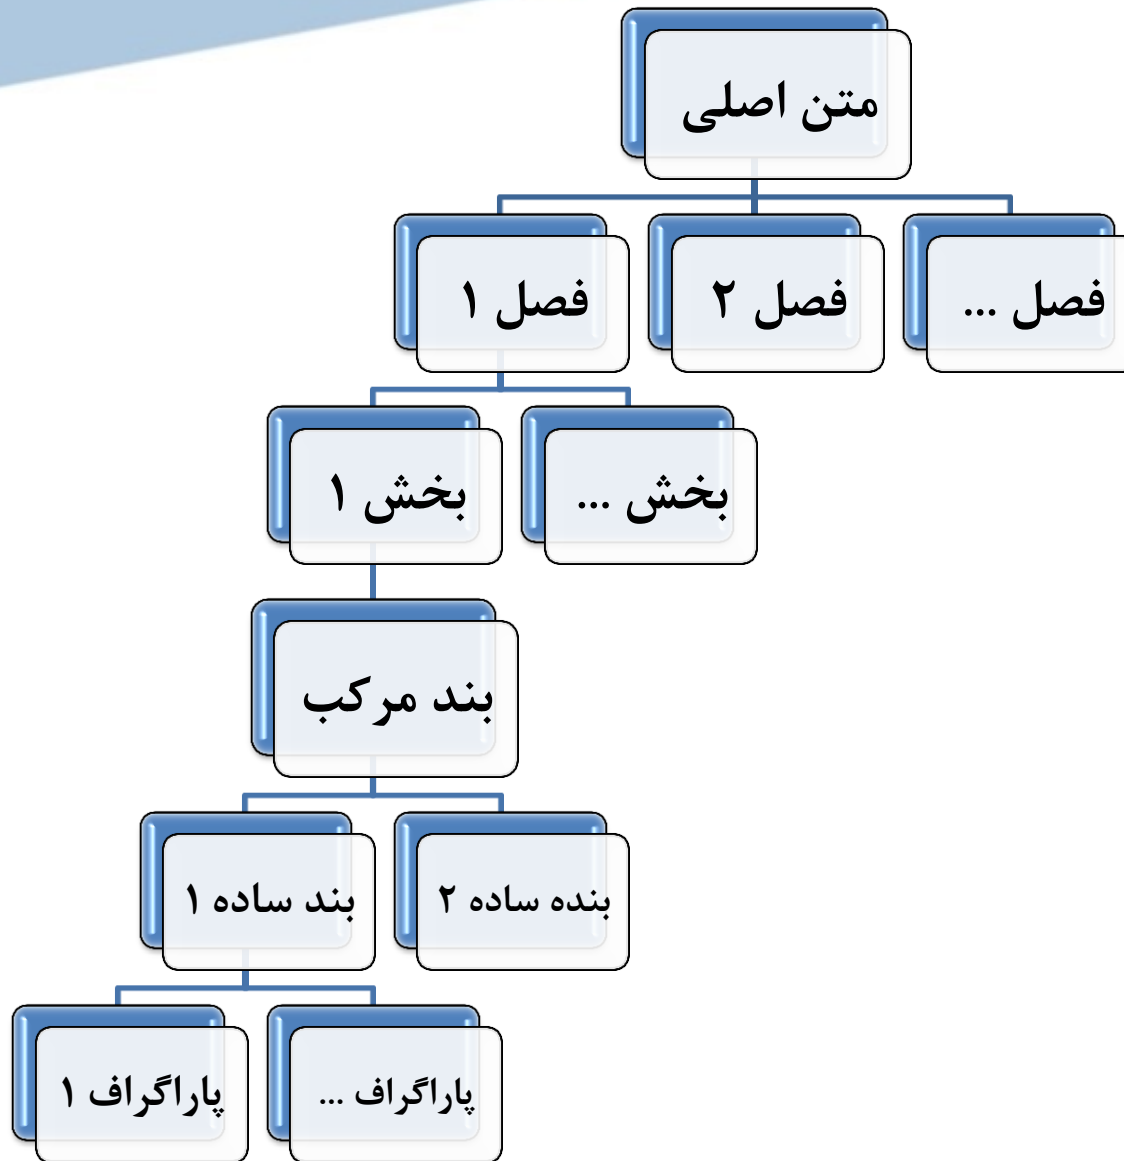 متن اصلی
فصل ۱
فصل ۲
فصل ...
بخش ۱
بخش ...
بند مرکب
بند ساده ۱
بنده ساده ۲
پاراگراف ۱
پاراگراف ...